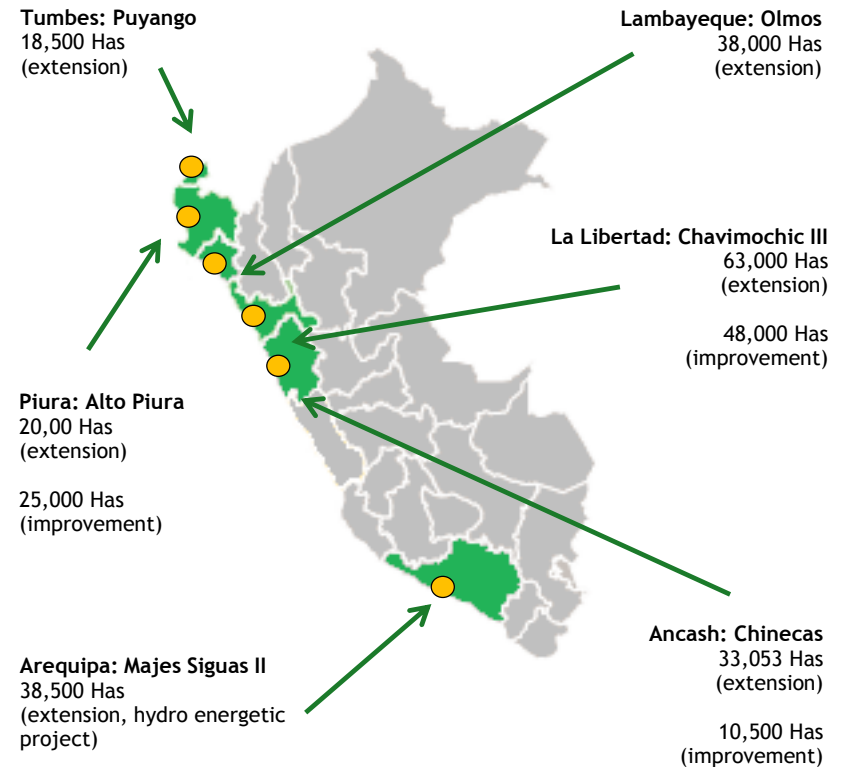 Tumbes: Puyango
18,500 Has
(extension)
Lambayeque: Olmos
38,000 Has
(extension)
La Libertad: Chavimochic III
63,000 Has
(extension)
48,000 Has
(improvement)
Piura: Alto Piura
20,00 Has
(extension)
25,000 Has
(improvement)
Ancash: Chinecas
33,053 Has
(extension)
10,500 Has
(improvement)
Arequipa: Majes Siguas II
38,500 Has
(extension, hydro energetic
project)